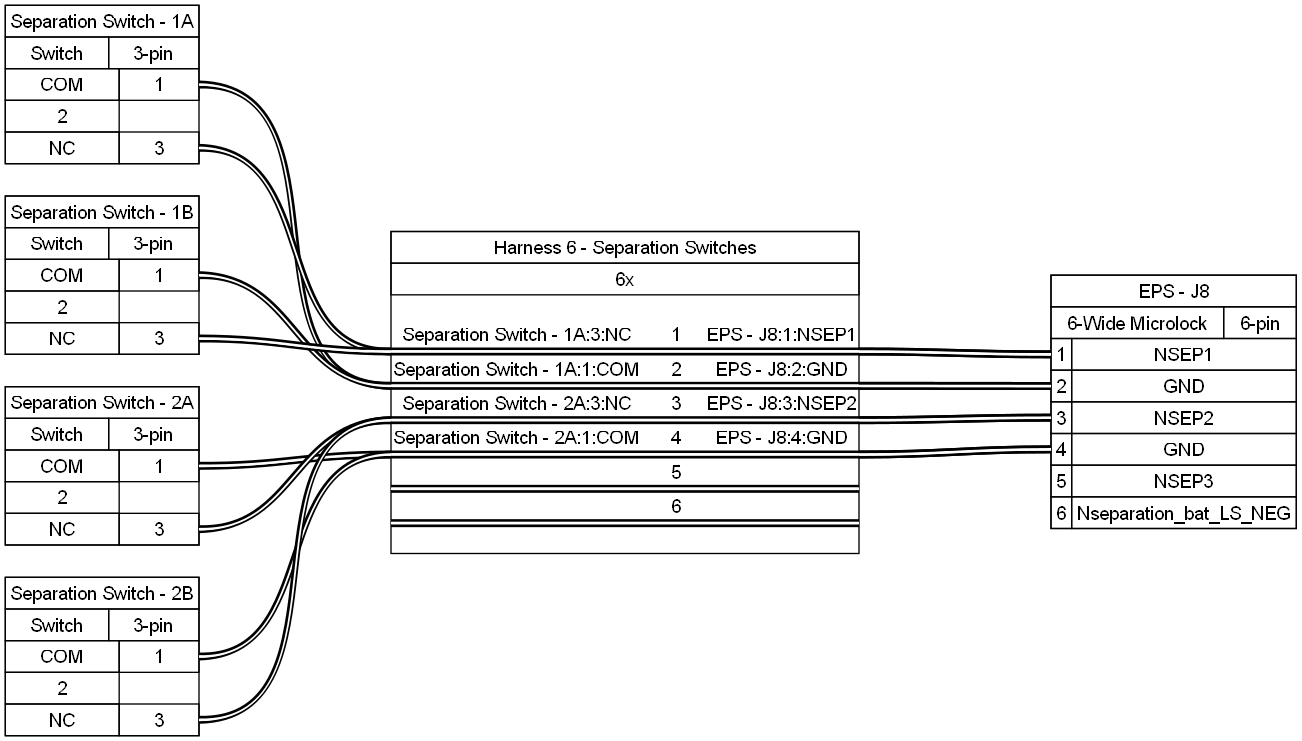 Separation Switch - 1A
Switch 3-pin
COM 1
2
NC 3
Separation Switch - 1B
Switch 3-pin
COM 1
2
NC 3
Separation Switch - 2A
Switch 3-pin
COM 1
2
NC 3
Separation Switch - 2B
Switch 3-pin
COM 1
2
NC 3
Harness 6 - Separation Switches
6x
Separation Switch - 1A:3:NC 1 EPS - J8:1:NSEP1
Separation Switch - 1A:1:COM 2 EPS - J8:2:GND
Separation Switch - 2A:3:NC 3 EPS - J8:3:NSEP2
Separation Switch - 2A:1:COM 4 EPS - J8:4:GND
5
6
EPS - J8
6-Wide Microlock 6-pin
1 NSEP1
2 GND
3 NSEP2
4 GND
5 NSEP3
6 Nseparation_bat_LS_NEG